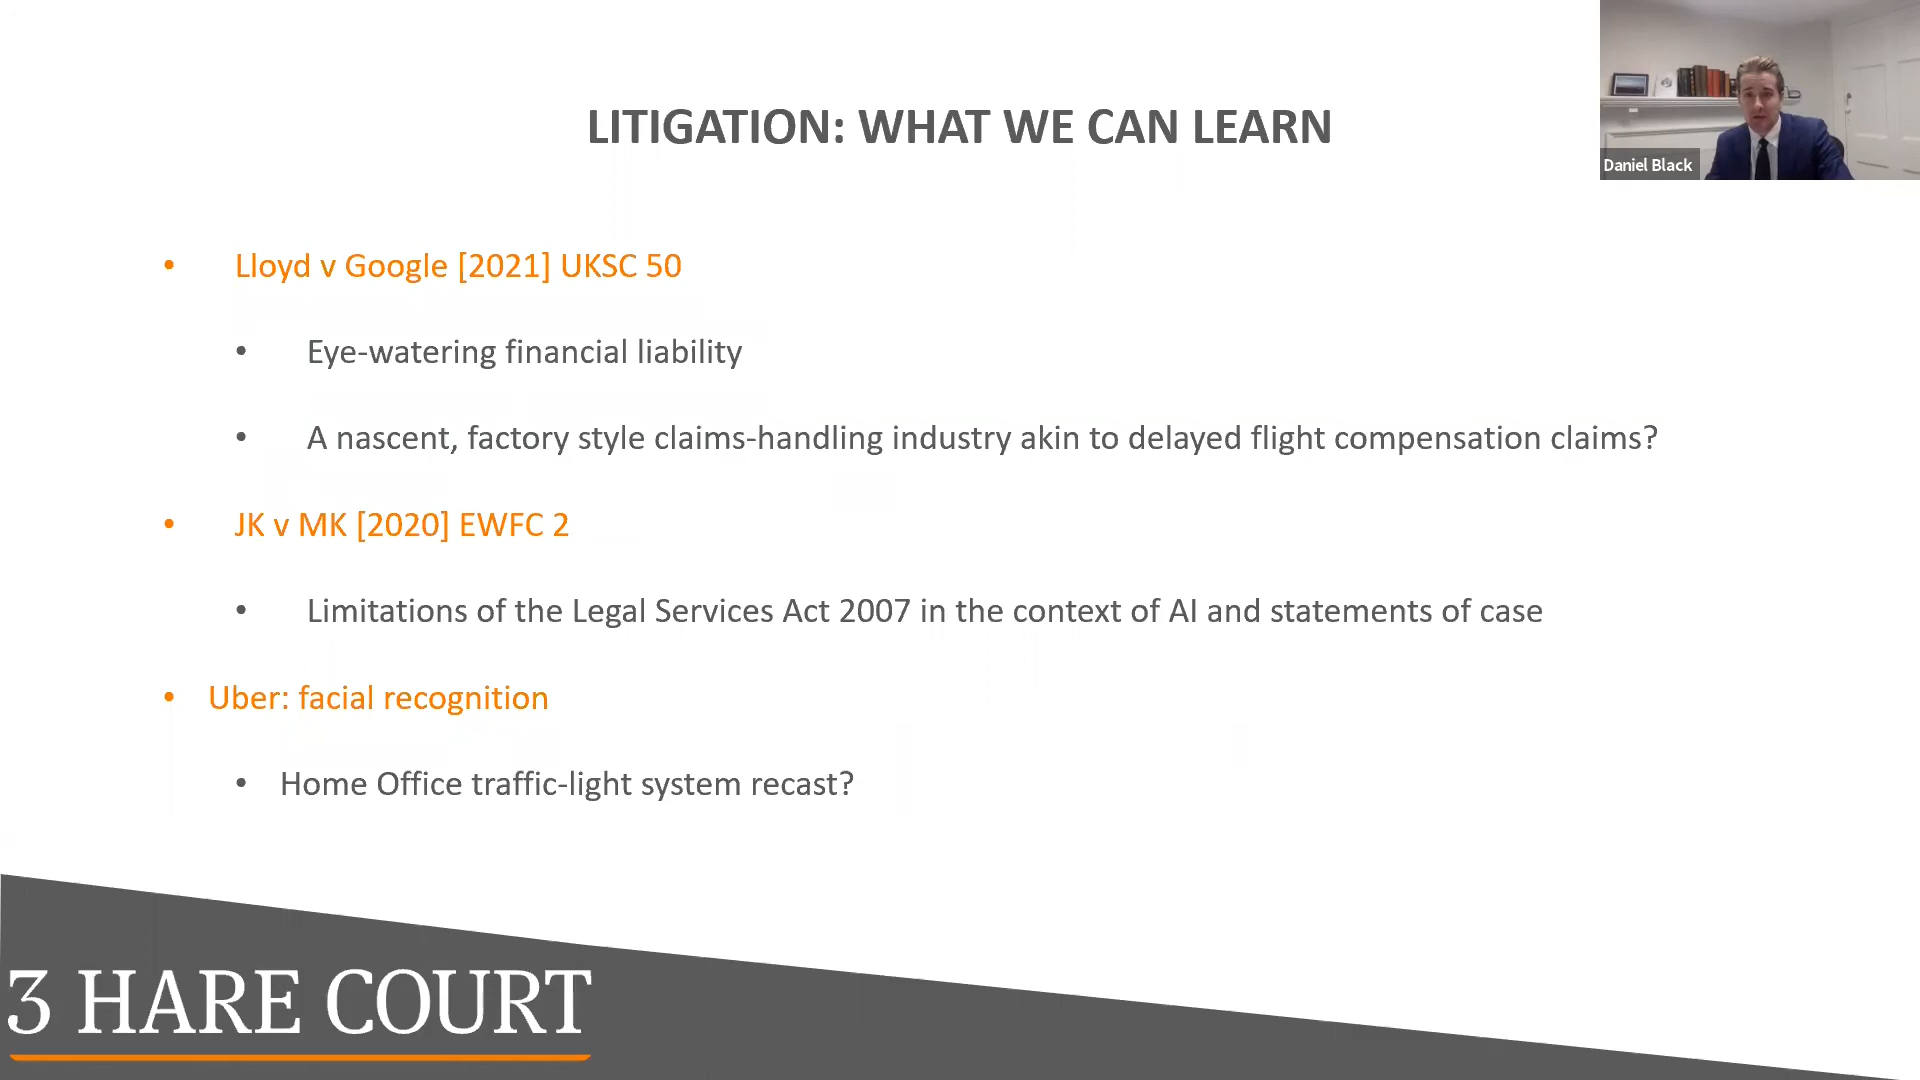 LITIGATION: WHAT WE CAN LEARN
Daniel Black
• Lloyd v Google [2021] UKSC 50
• Eye-watering financial liability
• A nascent, factory style claims-handling industry akin to delayed flight compensation claims?
• JK v MK [2020] EWFC 2
• Limitations of the Legal Services Act 2007 in the context of AI and statements of case
• Uber: facial recognition
• Home Office traffic-light system recast?
3 HARE COURT